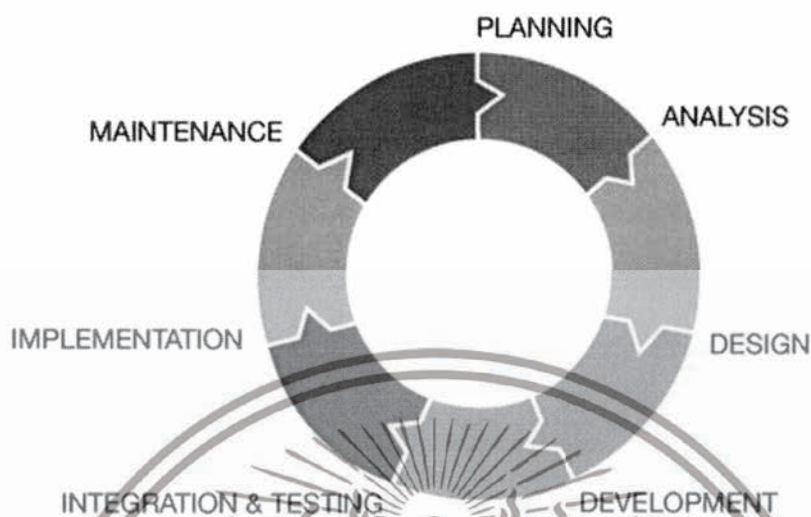 PLANNING
ANALYSIS
MAINTENANCE
IMPLEMENTATION
DESIGN
INTEGRATION & TESTING
DEVELOPMENT